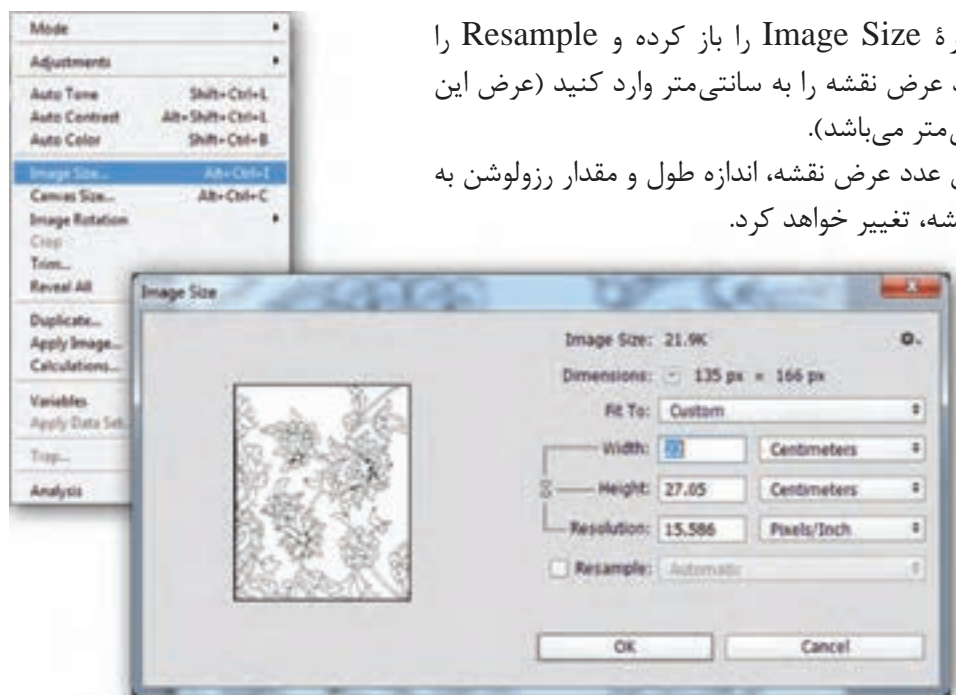 Image Size را باز کرده و Resample را
عرض نقشه را به سانتی‌متر وارد کنید (عرض این
متر می‌باشد).
عدد عرض نقشه، اندازه طول و مقدار رزولوشن به
تغییر خواهد کرد.
Mode
Adjustments
Auto Tone Shift+Ctrl+L
Auto Contrast Alt+Shift+Ctrl+L
Auto Color Shift+Ctrl+B
Image Size... Alt+Ctrl+I
Canvas Size... Alt+Ctrl+C
Image Rotation
Crop
Trim...
Reveal All
Duplicate...
Apply Image...
Calculations...
Variables
Apply Data Set...
Trap...
Analysis
Image Size
Image Size: 21.9K
Dimensions: 135 px × 166 px
Fit To: Custom
Width: 22 Centimeters
Height: 27.05 Centimeters
Resolution: 15.586 Pixels/Inch
Resample: Automatic
OK Cancel